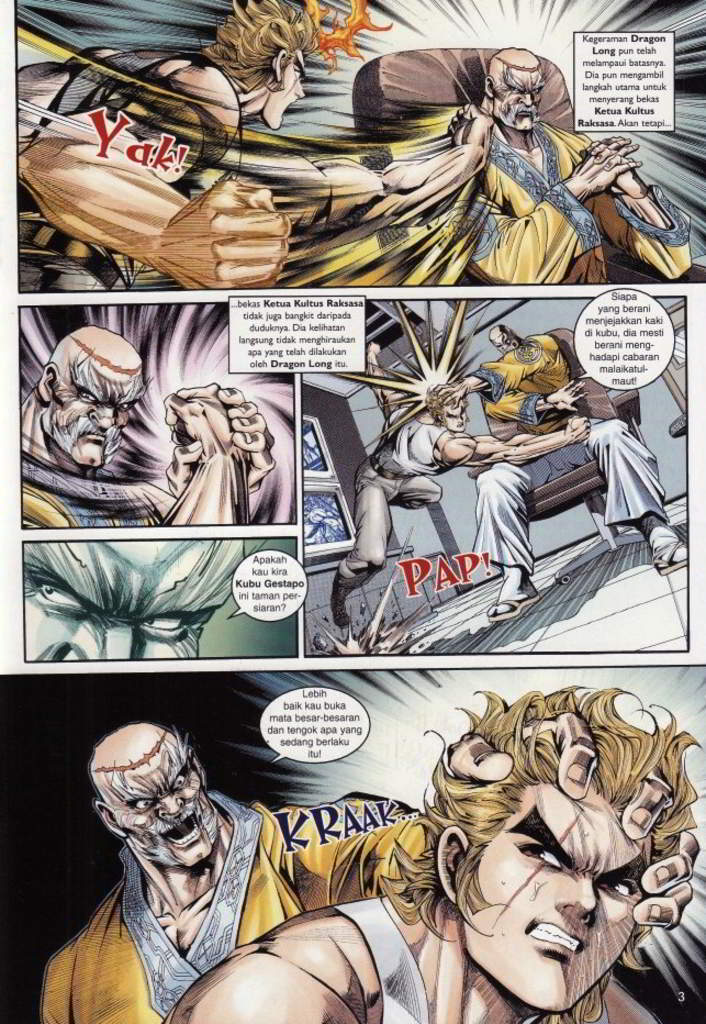 Kegeraman Dragon
Long pun telah
melampaui batasnya.
Dia pun mengambil
langkah utama untuk
menyerang bekas
Ketua Kultus
Raksasa. Akan tetapi...
Yak!
...bekas Ketua Kultus Raksasa
tidak juga bangkit daripada
duduknya. Dia kelihatan
langsung tidak menghiraukan
apa yang telah dilakukan
oleh Dragon Long itu.
Siapa
yang berani
menjejakkan kaki
di kubu, dia mesti
berani meng-
hadapi cabaran
malaikatul-
maut!
PAP!
Apakah
kau kira
Kubu Gestapo
ini taman per-
siaran?
Lebih
baik kau buka
mata besar-besaran
dan tengok apa yang
sedang berlaku
itu!
KRAAK...
3